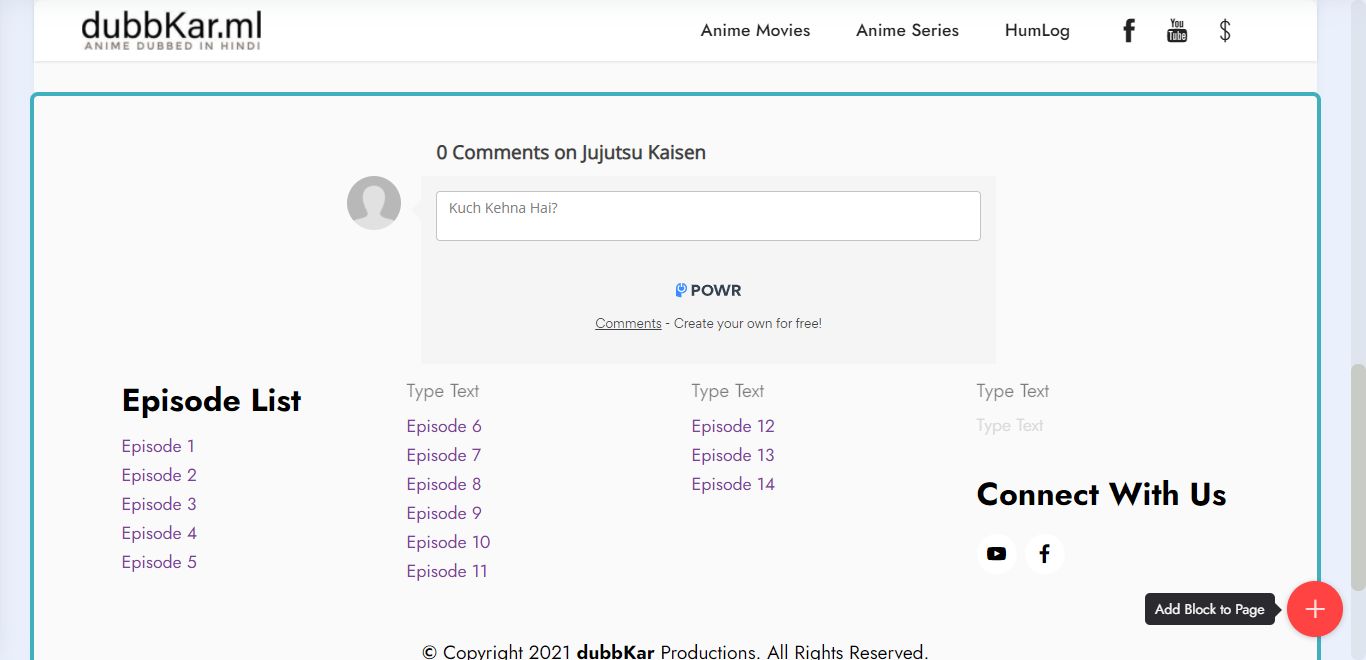 dubbKar.ml
ANIME DUBBED IN HINDI
Anime Movies Anime Series HumLog You Tube $
0 Comments on Jujutsu Kaisen
Kuch Kehna Hai?
POWR
Comments - Create your own for free!
Episode List
Episode 1
Episode 2
Episode 3
Episode 4
Episode 5
Type Text
Episode 6
Episode 7
Episode 8
Episode 9
Episode 10
Episode 11
Type Text
Episode 12
Episode 13
Episode 14
Type Text
Type Text
Connect With Us
Add Block to Page
© Copyright 2021 dubbKar Productions. All Rights Reserved.